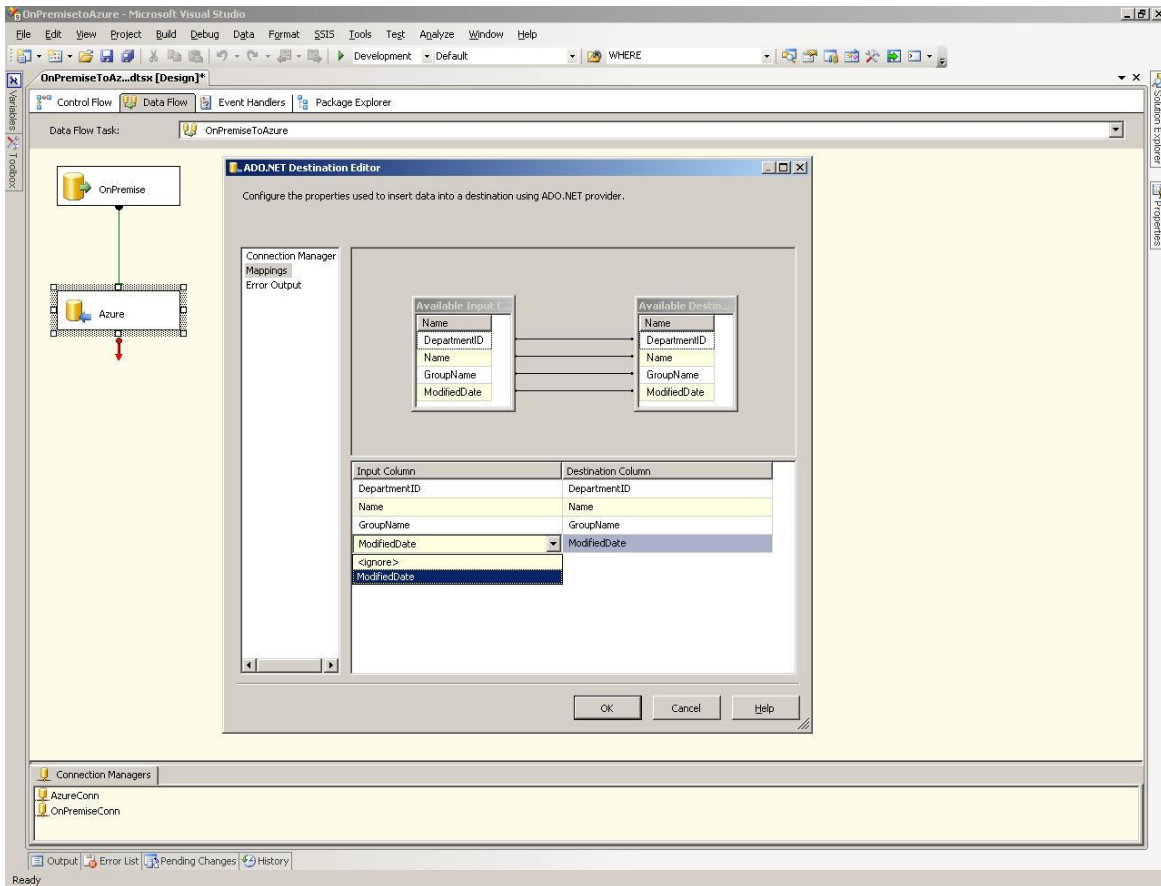 OnPremisetoAzure - Microsoft Visual Studio
File Edit View Project Build Debug Data Format SSIS Tools Test Analyze Window Help
Development Default WHERE
OnPremiseToAz...dtsx [Design]*
Control Flow Data Flow Event Handlers Package Explorer
Data Flow Task: OnPremiseToAzure
Variables
Toolbox
Solution Explorer
Properties
OnPremise
Azure
ADO.NET Destination Editor
Configure the properties used to insert data into a destination using ADO.NET provider.
Connection Manager
Mappings
Error Output
Available Input C... Available Destin...
Name Name
DepartmentID DepartmentID
Name Name
GroupName GroupName
ModifiedDate ModifiedDate
Input Column Destination Column
DepartmentID DepartmentID
Name Name
GroupName GroupName
ModifiedDate ModifiedDate
<ignore>
ModifiedDate
OK Cancel Help
Connection Managers
AzureConn
OnPremiseConn
Output Error List Pending Changes History
Ready